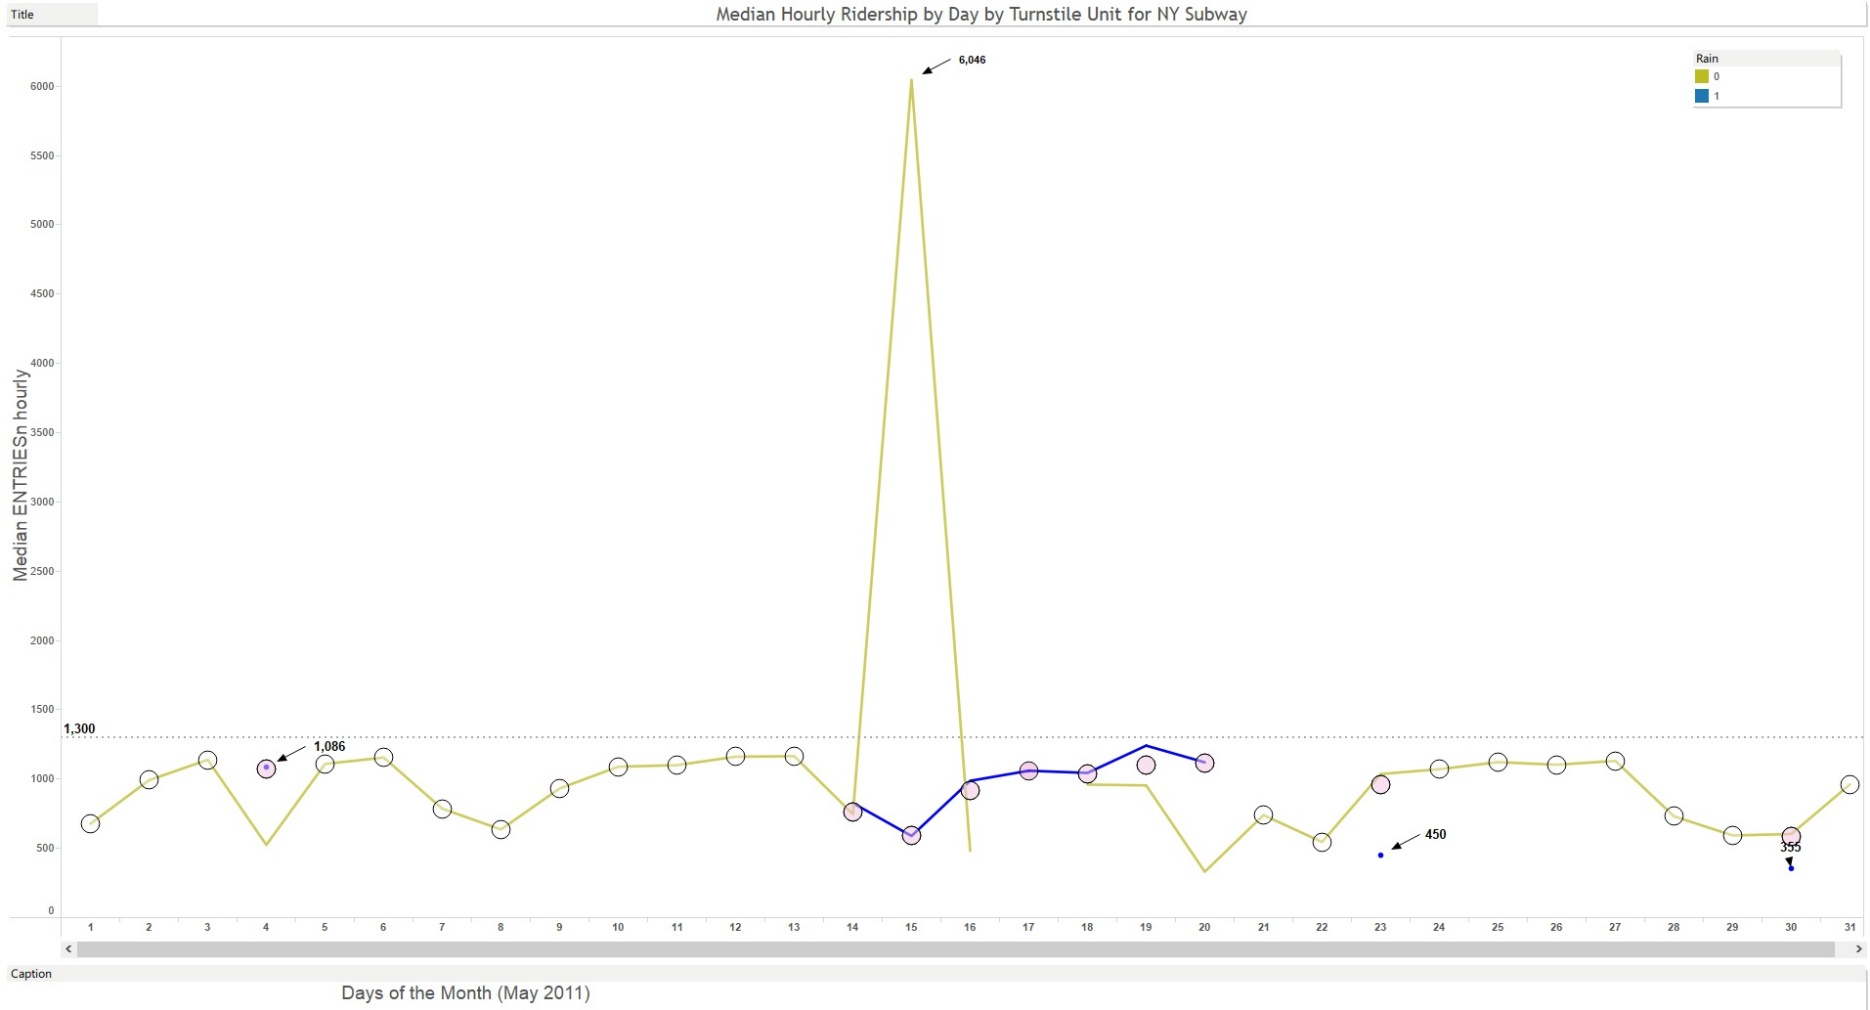 Title
Median Hourly Ridership by Day by Turnstile Unit for NY Subway
Rain
0
1
Median ENTRIESn hourly
6000
5500
5000
4500
4000
3500
3000
2500
2000
1500
1000
500
0
6,046
1,300
1,086
450
355
1 2 3 4 5 6 7 8 9 10 11 12 13 14 15 16 17 18 19 20 21 22 23 24 25 26 27 28 29 30 31
Caption
Days of the Month (May 2011)